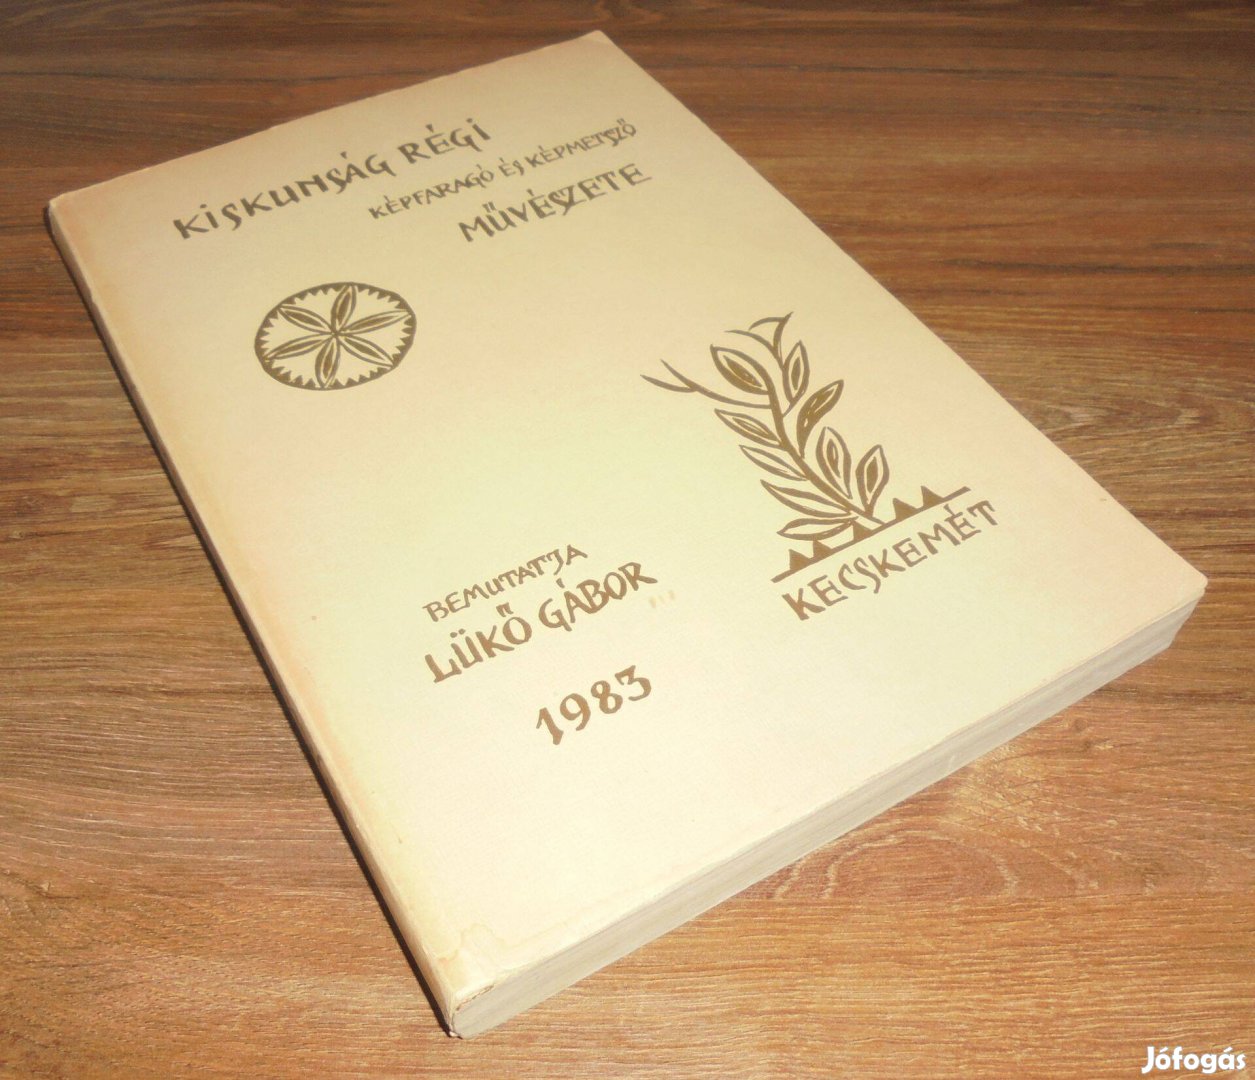 KISKUNSÁG RÉGI
KÉPFARAGÓ ÉS KÉPMETSZŐ
MŰVÉSZETE
BEMUTATJA
LÜKŐ GÁBOR
1983
KECSKEMÉT
Jófogás